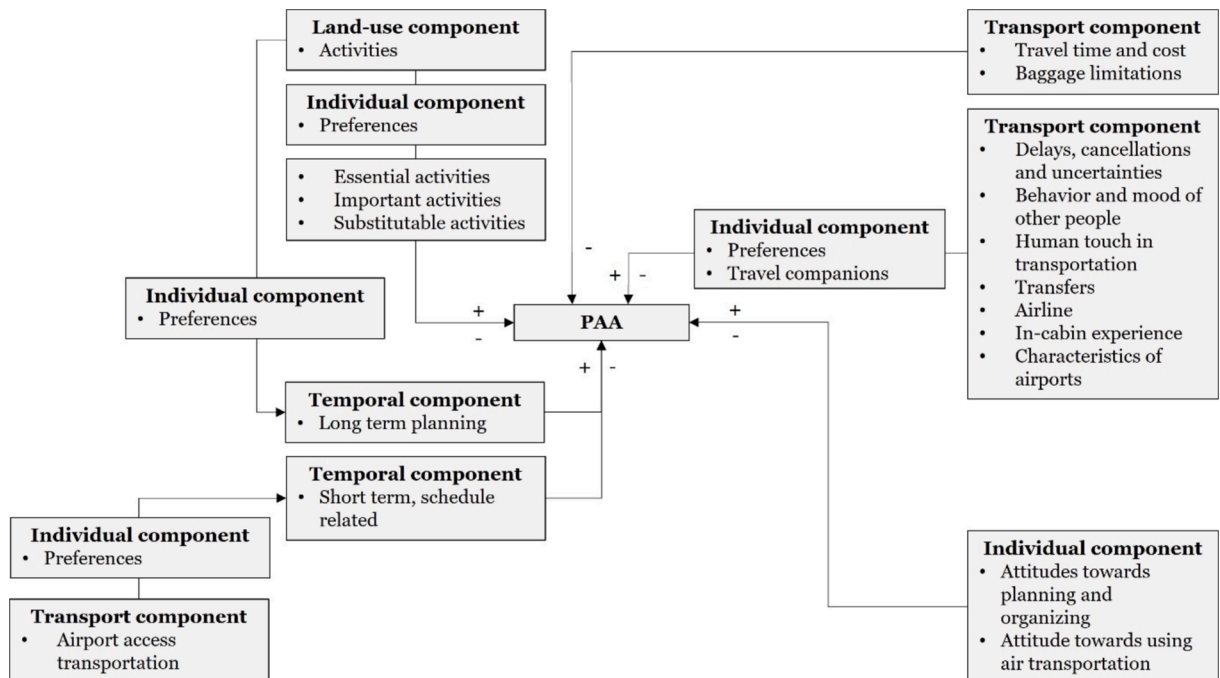 Land-use component
• Activities
Individual component
• Preferences
• Essential activities
• Important activities
• Substitutable activities
Individual component
• Preferences
Temporal component
• Long term planning
Temporal component
• Short term, schedule
related
Individual component
• Preferences
Transport component
• Airport access
transportation
+
-
PAA
+ -
-
+ -
+
-
Individual component
• Preferences
• Travel companions
Transport component
• Travel time and cost
• Baggage limitations
Transport component
• Delays, cancellations
and uncertainties
• Behavior and mood of
other people
• Human touch in
transportation
• Transfers
• Airline
• In-cabin experience
• Characteristics of
airports
Individual component
• Attitudes towards
planning and
organizing
• Attitude towards using
air transportation